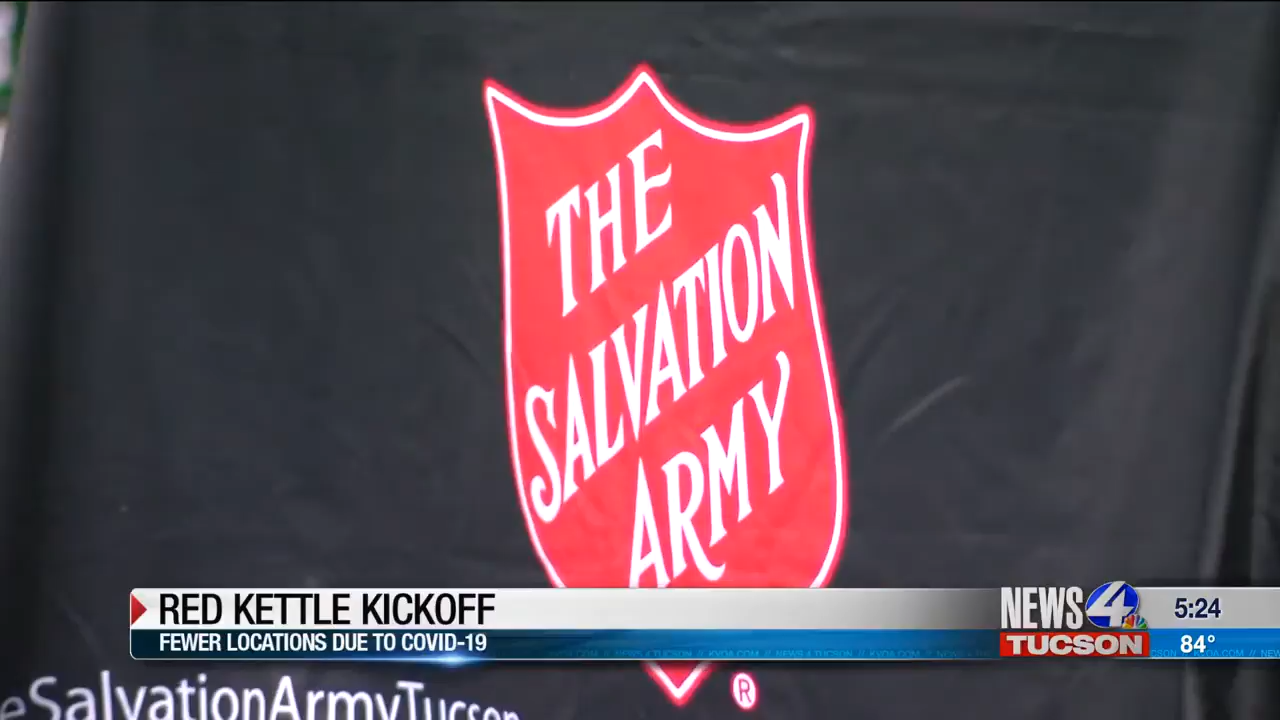 THE
SALVATION
ARMY
RED KETTLE KICKOFF
FEWER LOCATIONS DUE TO COVID-19
NEWS 4
TUCSON
5:24
84°
®
eSalvationArmyTucson